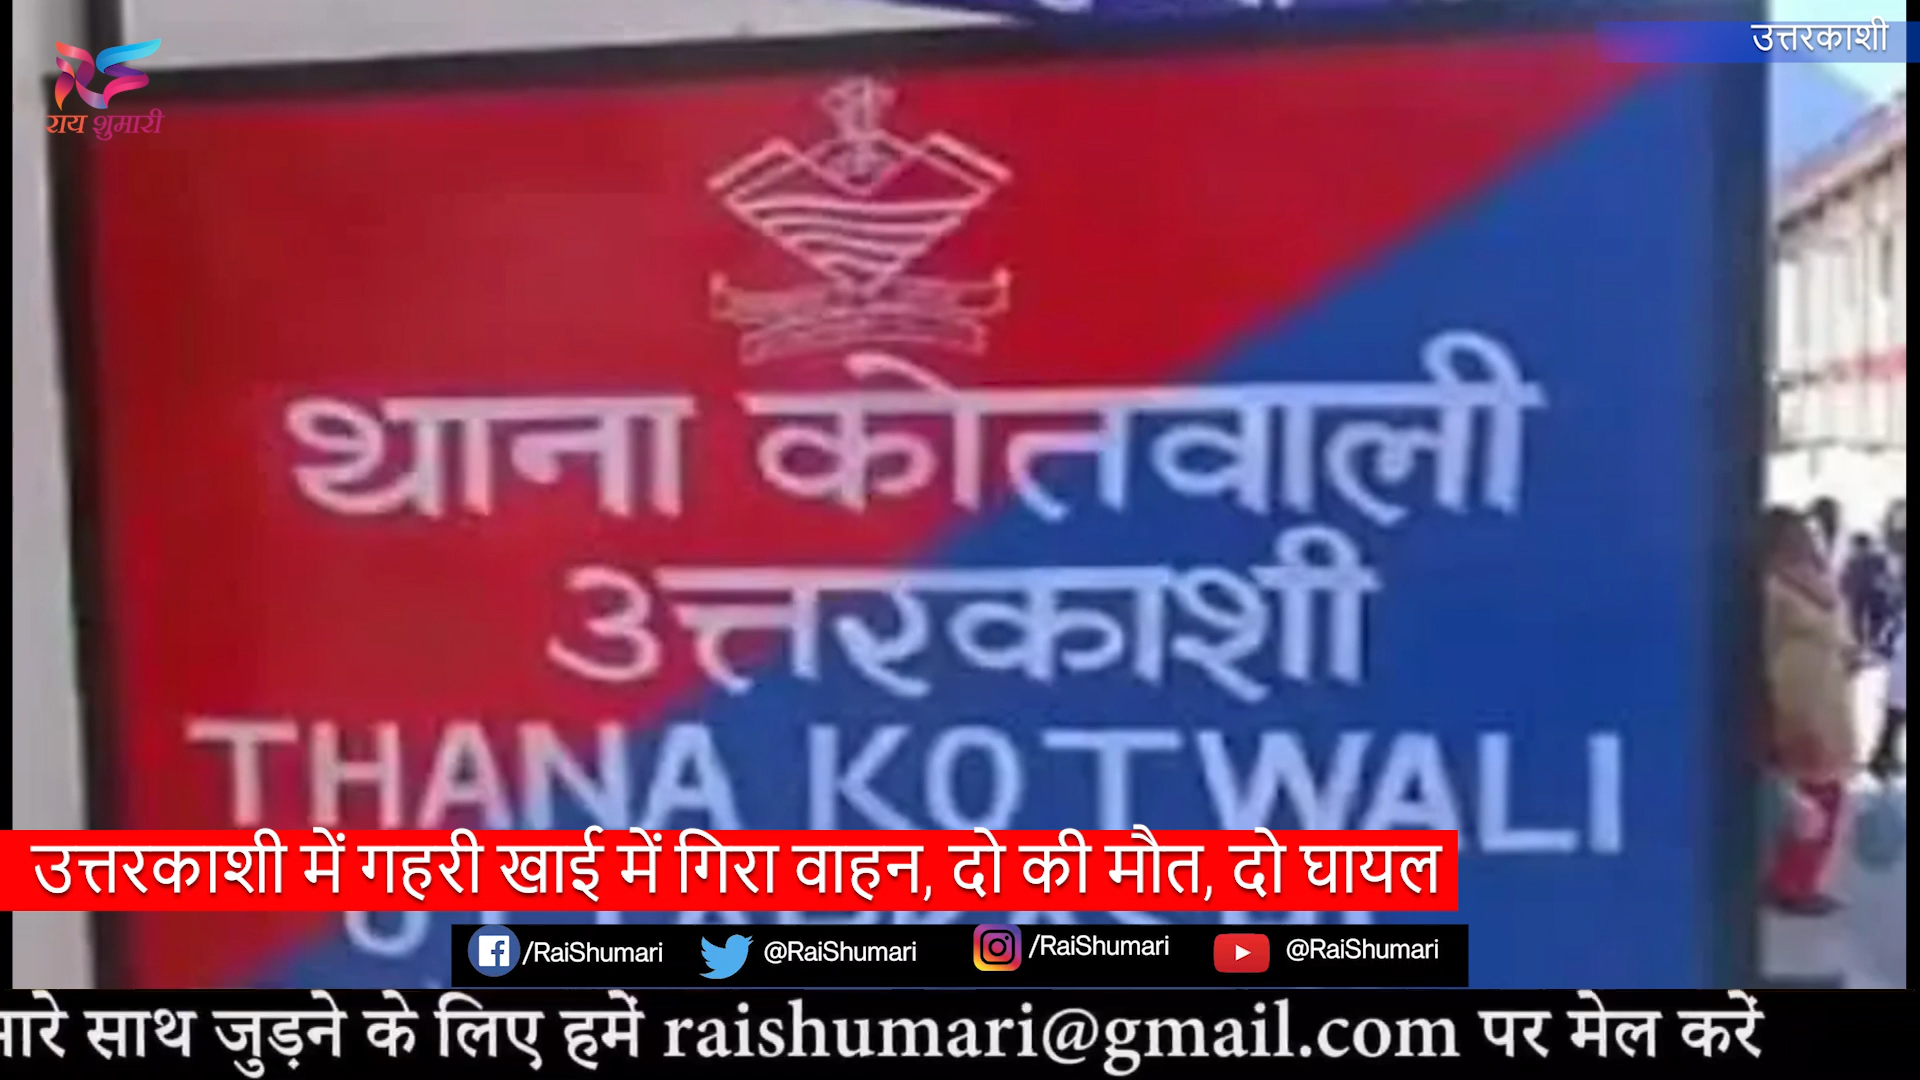 उत्तरकाशी
राय शुमारी
थाना कोतवाली
उत्तरकाशी
THANA KOTWALI
उत्तरकाशी में गहरी खाई में गिरा वाहन, दो की मौत, दो घायल
/RaiShumari @RaiShumari /RaiShumari @RaiShumari
साथ जुड़ने के लिए हमें raishumari@gmail.com पर मेल करें